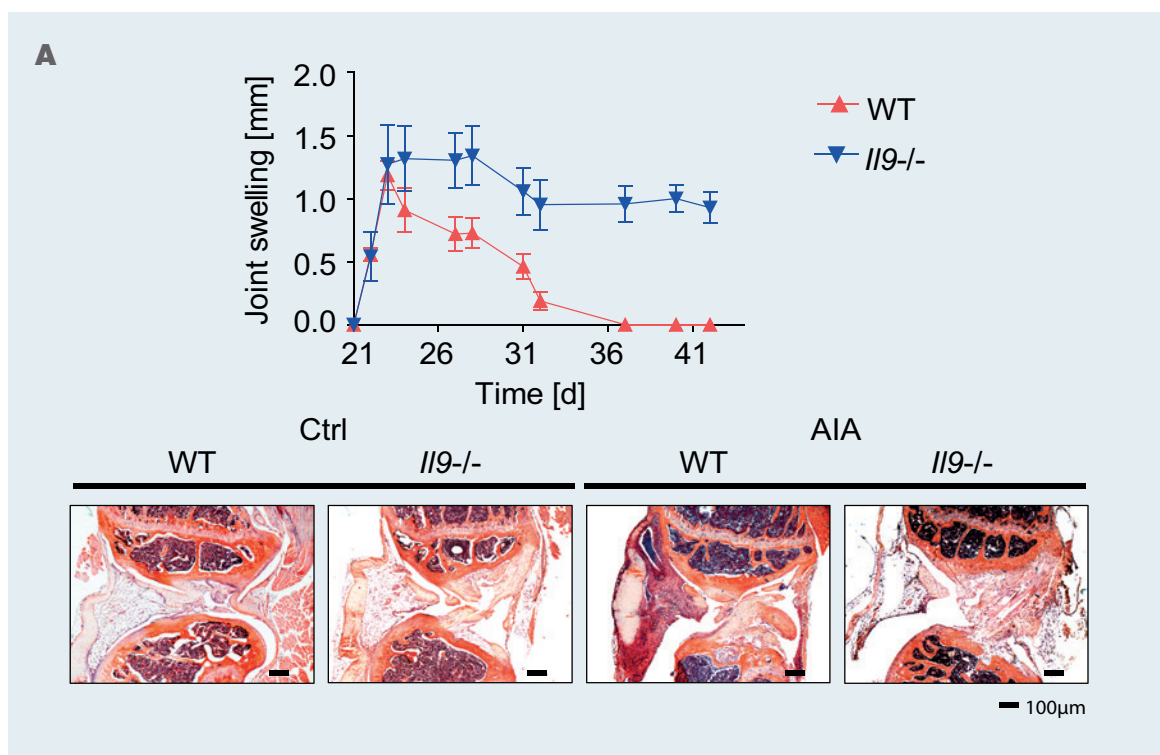 A
Joint swelling [mm]
2.0
1.5
1.0
0.5
0.0
21 26 31 36 41
Time [d]
WT
Il9-/-
Ctrl AIA
WT Il9-/- WT Il9-/-
100μm